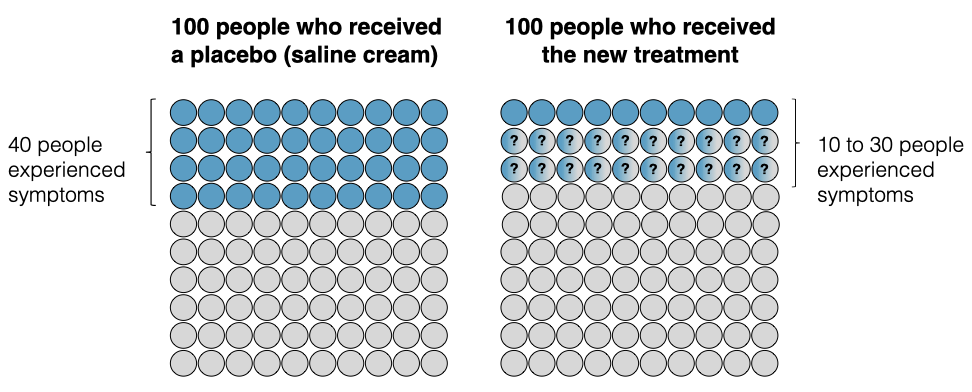 100 people who received
a placebo (saline cream)
100 people who received
the new treatment
40 people
experienced
symptoms
? ? ? ? ? ? ? ? ? ?
? ? ? ? ? ? ? ? ? ?
10 to 30 people
experienced
symptoms